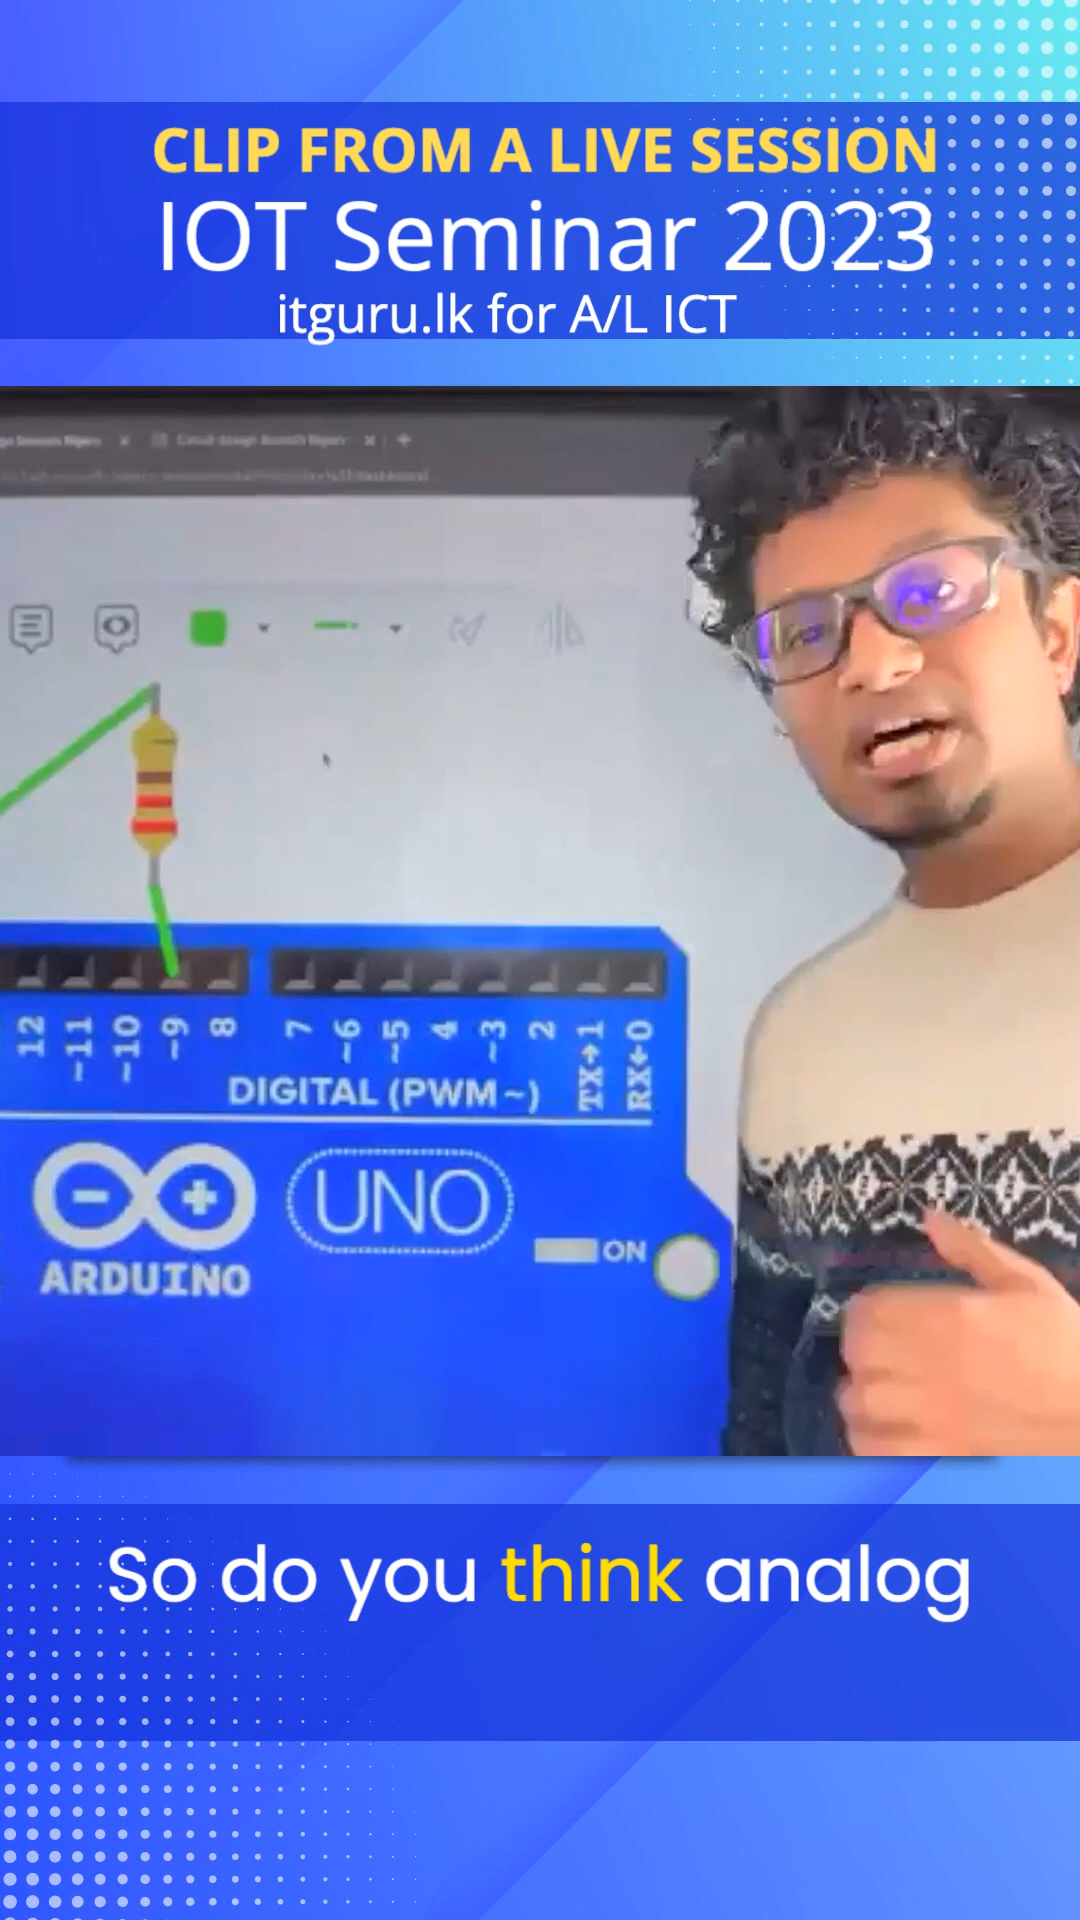 CLIP FROM A LIVE SESSION
IOT Seminar 2023
itguru.lk for A/L ICT
12
~11
~10
~9
8
7
~6
~5
4
~3
2
TX→1
RX←0
DIGITAL (PWM~)
UNO
ON
ARDUINO
So do you think analog